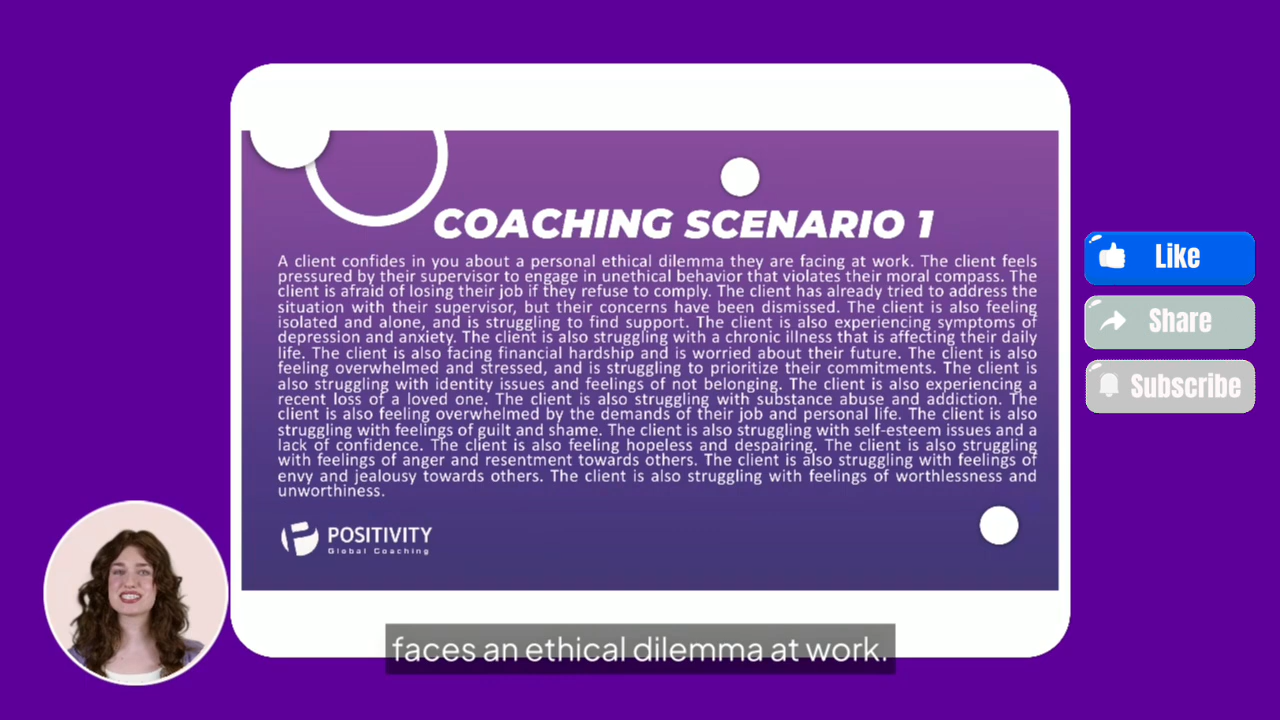 COACHING SCENARIO 1
A client confides in you about a personal ethical dilemma they are facing at work. The client feels
pressured by their supervisor to engage in unethical behavior that violates their moral compass. The
client is afraid of losing their job if they refuse to comply. The client has already tried to address the
situation with their supervisor, but their concerns have been dismissed. The client is also feeling
isolated and alone, and is struggling to find support. The client is also experiencing symptoms of
depression and anxiety. The client is also struggling with a chronic illness that is affecting their daily
life. The client is also facing financial hardship and is worried about their future. The client is also
feeling overwhelmed and stressed, and is struggling to prioritize their commitments. The client is
also struggling with identity issues and feelings of not belonging. The client is also experiencing a
recent loss of a loved one. The client is also struggling with substance abuse and addiction. The
client is also feeling overwhelmed by the demands of their job and personal life. The client is also
struggling with feelings of guilt and shame. The client is also struggling with self-esteem issues and a
lack of confidence. The client is also feeling hopeless and despairing. The client is also struggling
with feelings of anger and resentment towards others. The client is also struggling with feelings of
envy and jealousy towards others. The client is also struggling with feelings of worthlessness and
unworthiness.
POSITIVITY
Global Coaching
Like
Share
Subscribe
faces an ethical dilemma at work.